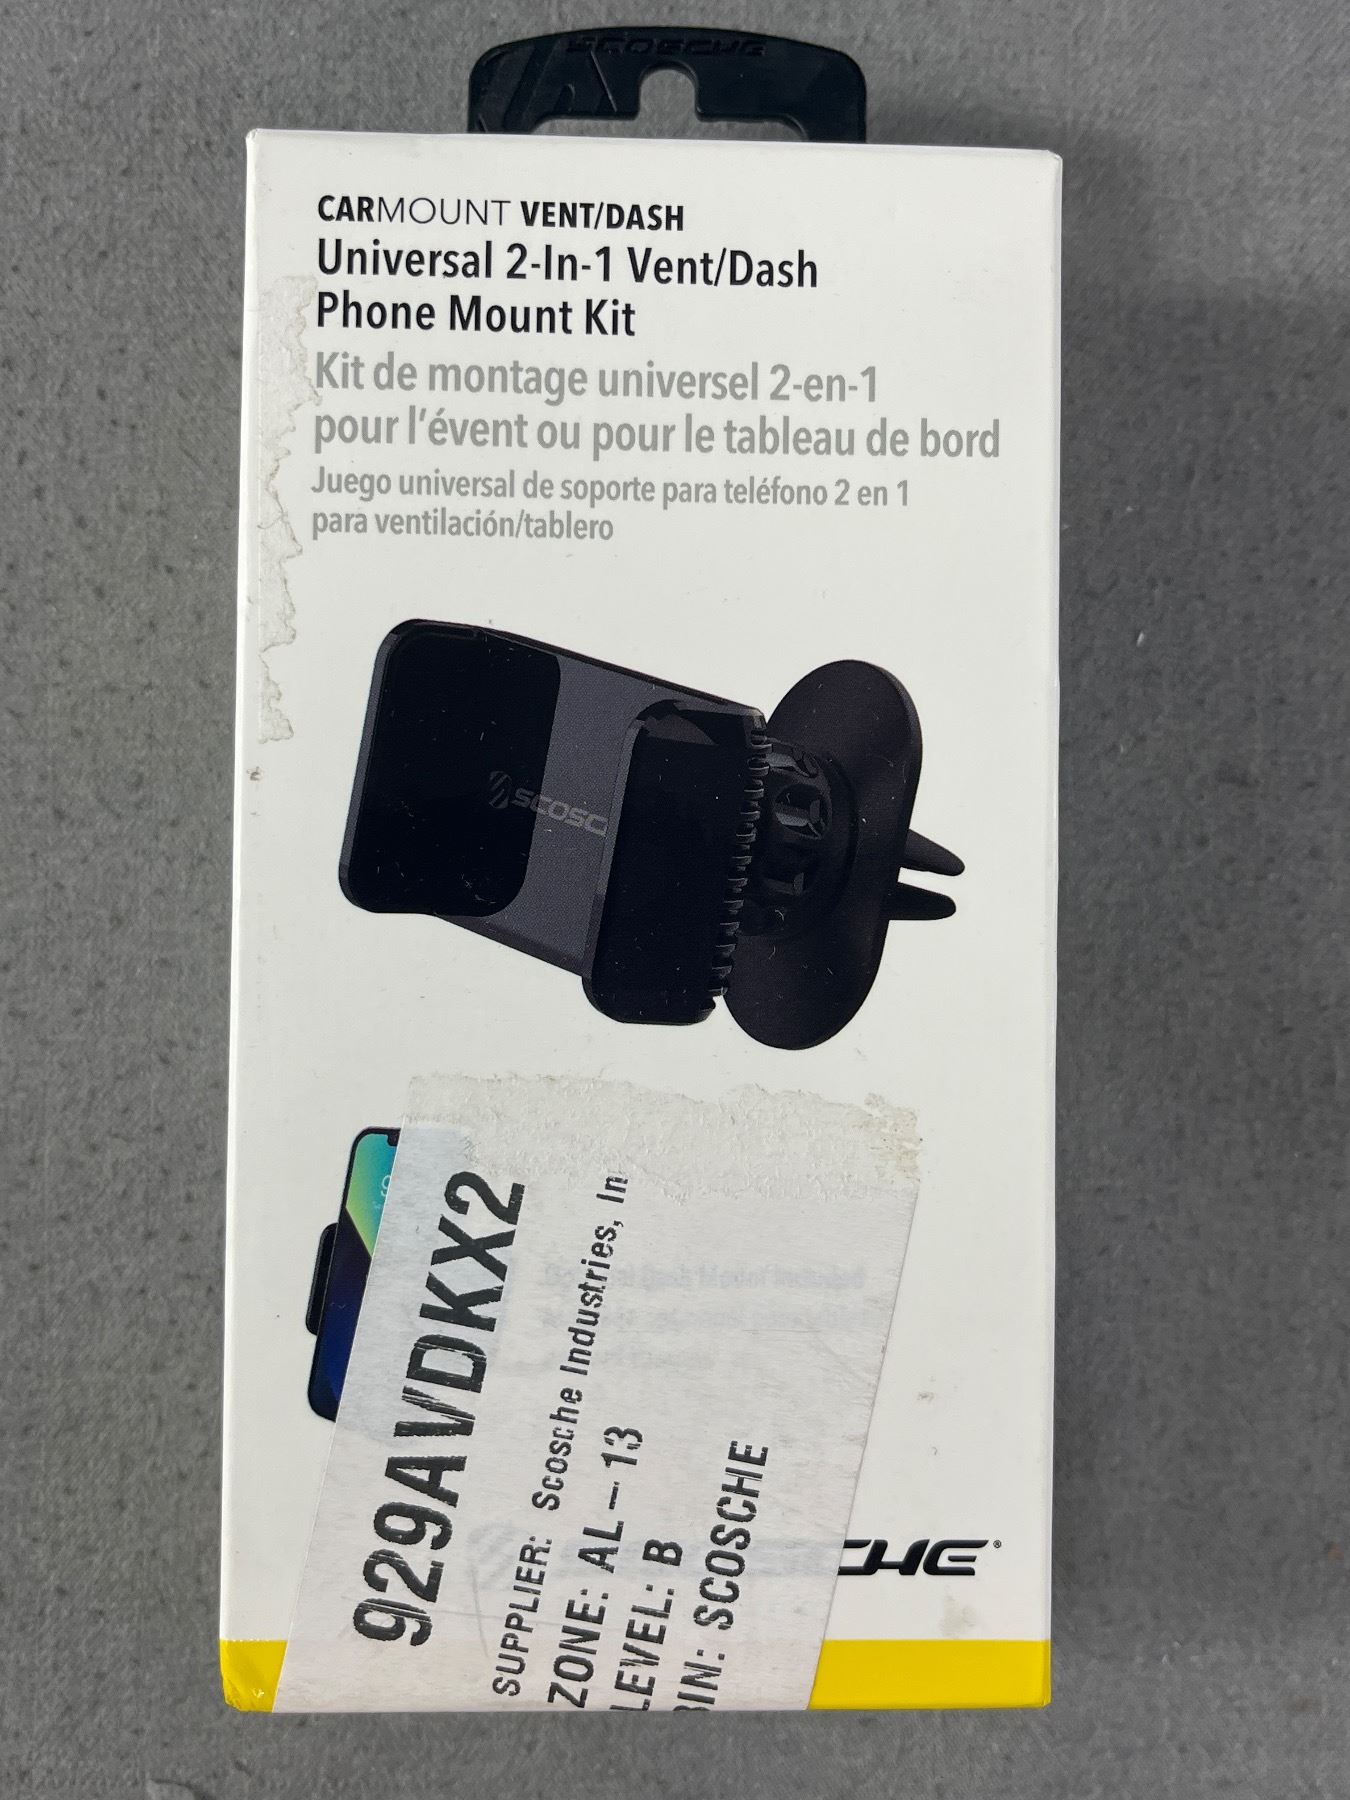 SCOSCHE
CARMOUNT VENT/DASH
Universal 2-In-1 Vent/Dash
Phone Mount Kit
Kit de montage universel 2-en-1
pour l'évent ou pour le tableau de bord
Juego universal de soporte para teléfono 2 en 1
para ventilación/tablero
SCOSC
929AVDKX2
SUPPLIER: Scosche Industries, In
ZONE: AL-13
LEVEL: B
BIN: SCOSCHE
CHE®